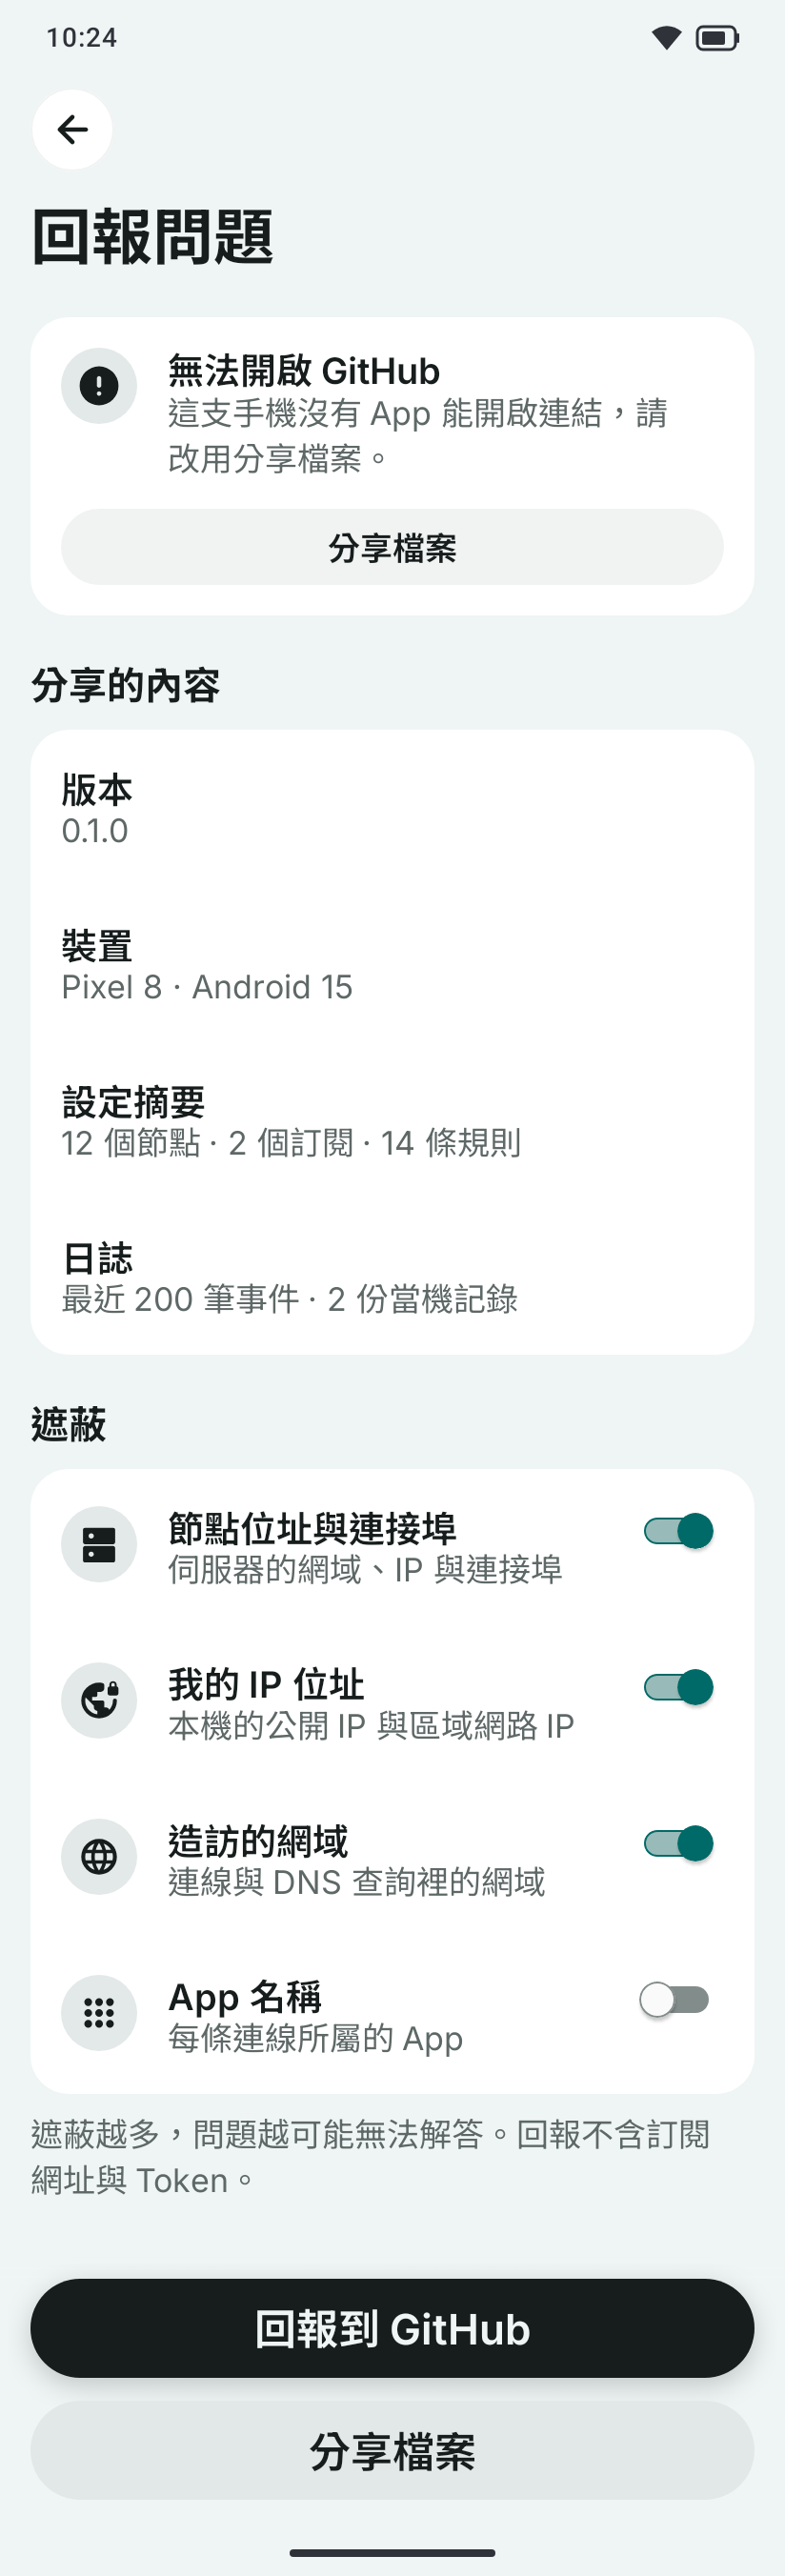 10:24
回報問題
無法開啟 GitHub
這支手機沒有 App 能開啟連結，請
改用分享檔案。
分享檔案
分享的內容
版本
0.1.0
裝置
Pixel 8 · Android 15
設定摘要
12 個節點 · 2 個訂閱 · 14 條規則
日誌
最近 200 筆事件 · 2 份當機記錄
遮蔽
節點位址與連接埠
伺服器的網域、IP 與連接埠
我的 IP 位址
本機的公開 IP 與區域網路 IP
造訪的網域
連線與 DNS 查詢裡的網域
App 名稱
每條連線所屬的 App
遮蔽越多，問題越可能無法解答。回報不含訂閱
網址與 Token。
回報到 GitHub
分享檔案